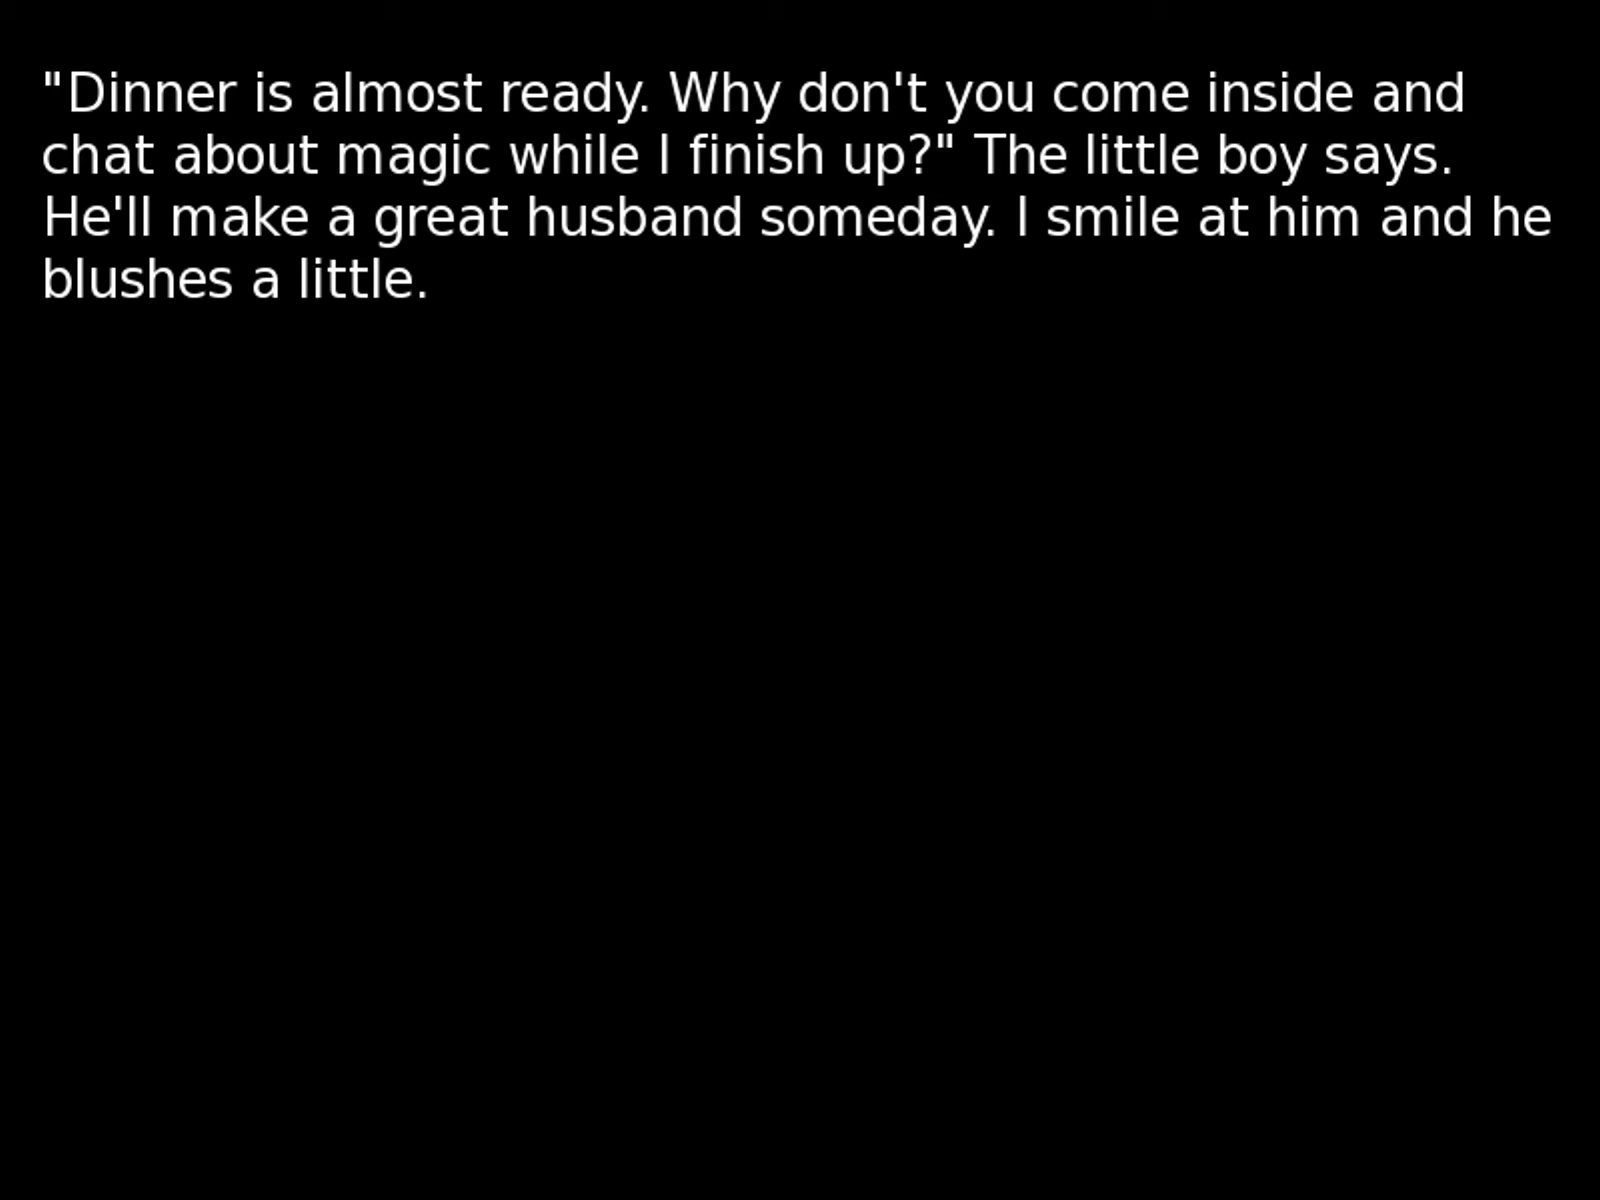 "Dinner is almost ready. Why don't you come inside and
chat about magic while I finish up?" The little boy says.
He'll make a great husband someday. I smile at him and he
blushes a little.